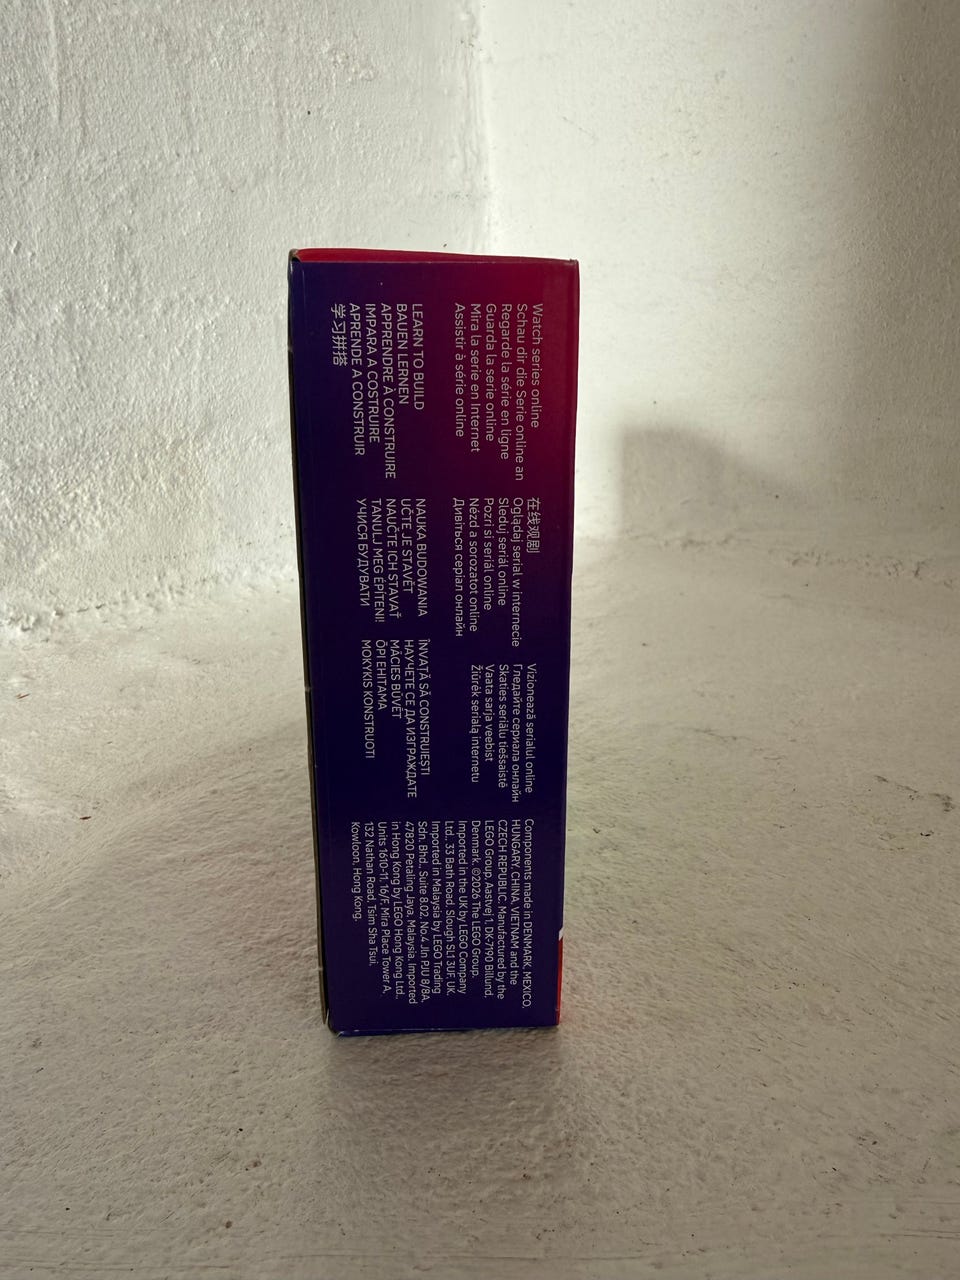 Watch series online
Schau dir die Serie online an
Regarde la série en ligne
Guarda la serie online
Mira la serie en Internet
Assistir à série online
在线观剧
Oglądaj serial w internecie
Sleduj seriál online
Pozri si seriál online
Nézd a sorozatot online
Дивіться серіал онлайн
Vizionează serialul online
Гледайте сериала онлайн
Skaties seriālu tiešsaistē
Vaata sarja veebist
Žiūrėk serialą internetu
LEARN TO BUILD
BAUEN LERNEN
APPRENDRE À CONSTRUIRE
IMPARA A COSTRUIRE
APRENDE A CONSTRUIR
学习拼搭
NAUKA BUDOWANIA
UČTE JE STAVĚT
NAUČTE ICH STAVAŤ
TANULJ MEG ÉPÍTENI!
УЧИСЯ БУДУВАТИ
ÎNVAȚĂ SĂ CONSTRUIEȘTI
НАУЧЕТЕ СЕ ДА ИЗГРАЖДАТЕ
MĀCIES BŪVĒT
ÕPI EHITAMA
MOKYKIS KONSTRUOTI
Components made in DENMARK, MEXICO,
HUNGARY, CHINA, VIETNAM and the
CZECH REPUBLIC. Manufactured by the
LEGO Group, Aastvej 1, DK-7190 Billund,
Denmark. ©2026 The LEGO Group.
Imported in the UK by LEGO Company
Ltd., 33 Bath Road, Slough SL1 3UF, UK.
Imported in Malaysia by LEGO Trading
Sdn. Bhd., Suite 8.02, No.4 Jln PJU 8/8A,
47820 Petaling Jaya, Malaysia. Imported
in Hong Kong by LEGO Hong Kong Ltd.,
Units 1610-11, 16/F, Mira Place Tower A,
132 Nathan Road, Tsim Sha Tsui,
Kowloon, Hong Kong.